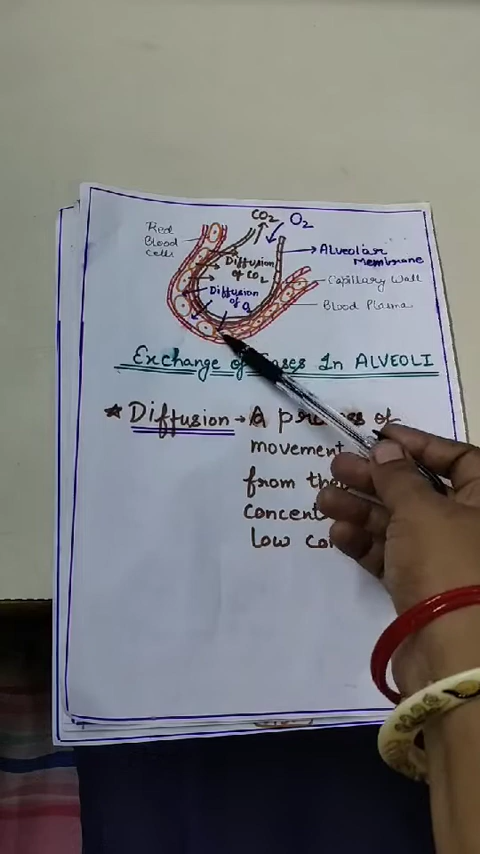 CO2 O2
Red
Blood
cells
Alveolar
Membrane
Diffusion
of CO2
Capillary Wall
Diffusion
of O2
Blood Plasma
Exchange of Gases In ALVEOLI
* Diffusion → A process of
movement
from
concent
low